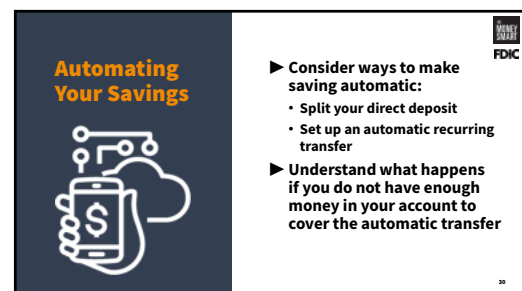 Automating
Your Savings
$
MONEY
SMART
FDIC
▶ Consider ways to make
saving automatic:
• Split your direct deposit
• Set up an automatic recurring
transfer
▶ Understand what happens
if you do not have enough
money in your account to
cover the automatic transfer
30